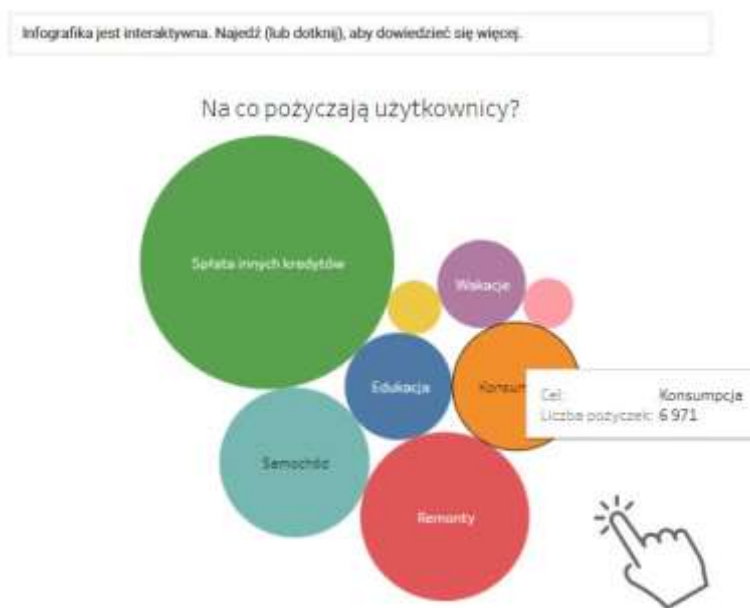 Infografika jest interaktywna. Najedź (lub dotknij), aby dowiedzieć się więcej.
Na co pożyczają użytkownicy?
Spłata innych kredytów
Wakacje
Edukacja
Konsum
Cel: Konsumpcja
Liczba pożyczek: 6 971
Samochód
Remonty